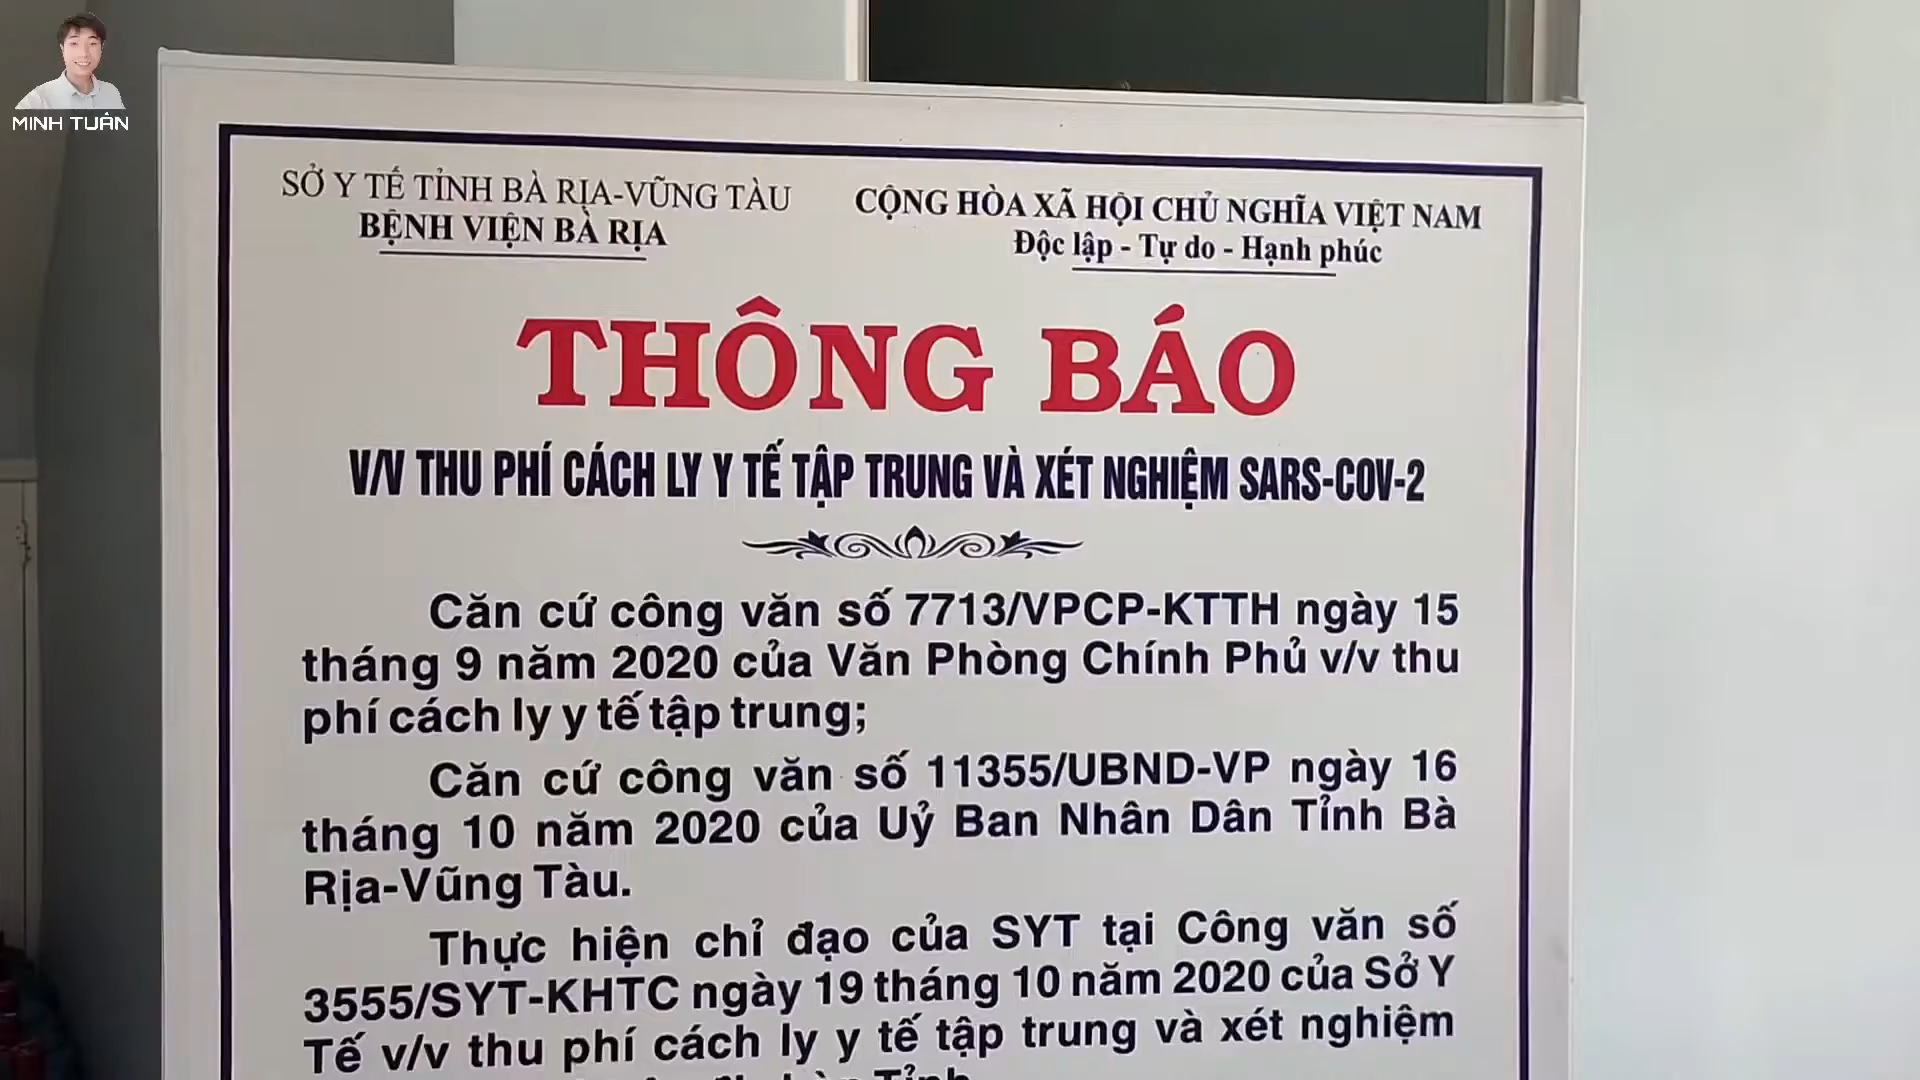 MINH TUÂN
SỞ Y TẾ TỈNH BÀ RỊA-VŨNG TÀU
BỆNH VIỆN BÀ RỊA
CỘNG HÒA XÃ HỘI CHỦ NGHĨA VIỆT NAM
Độc lập - Tự do - Hạnh phúc
THÔNG BÁO
V/V THU PHÍ CÁCH LY Y TẾ TẬP TRUNG VÀ XÉT NGHIỆM SARS-COV-2
Căn cứ công văn số 7713/VPCP-KTTH ngày 15
tháng 9 năm 2020 của Văn Phòng Chính Phủ v/v thu
phí cách ly y tế tập trung;
Căn cứ công văn số 11355/UBND-VP ngày 16
tháng 10 năm 2020 của Uỷ Ban Nhân Dân Tỉnh Bà
Rịa-Vũng Tàu.
Thực hiện chỉ đạo của SYT tại Công văn số
3555/SYT-KHTC ngày 19 tháng 10 năm 2020 của Sở Y
Tế v/v thu phí cách ly y tế tập trung và xét nghiệm
Tỉnh